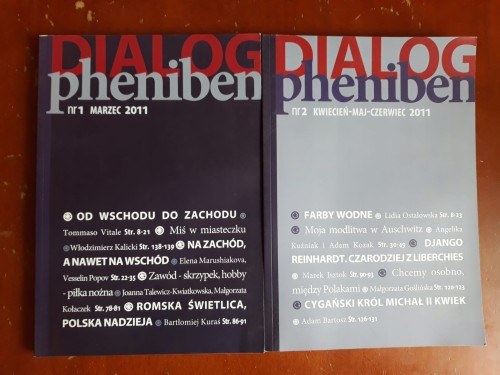 DIALOG
pheniben
nr 1 MARZEC 2011
OD WSCHODU DO ZACHODU
Tommaso Vitale Str. 8-21 Miś w miasteczku
Włodzimierz Kalicki Str. 138-139 NA ZACHÓD,
A NAWET NA WSCHÓD Elena Marushiakova,
Vesselin Popov Str. 22-35 Zawód - skrzypek, hobby
- piłka nożna Joanna Talewicz-Kwiatkowska, Małgorzata
Kołaczek Str. 78-81 ROMSKA ŚWIETLICA,
POLSKA NADZIEJA Bartłomiej Kuraś Str. 86-91
DIALOG
pheniben
nr 2 KWIECIEŃ-MAJ-CZERWIEC 2011
FARBY WODNE Lidia Ostałowska Str. 8-23
Moja modlitwa w Auschwitz Angelika
Kuźniak i Adam Kozak Str. 30-49 DJANGO
REINHARDT. CZARODZIEJ Z LIBERCHIES
Marek Jastok Str. 90-93 Chcemy osobno,
między Polakami Małgorzata Goślińska Str. 120-125
CYGAŃSKI KRÓL MICHAŁ II KWIEK
Adam Bartosz Str. 126-131